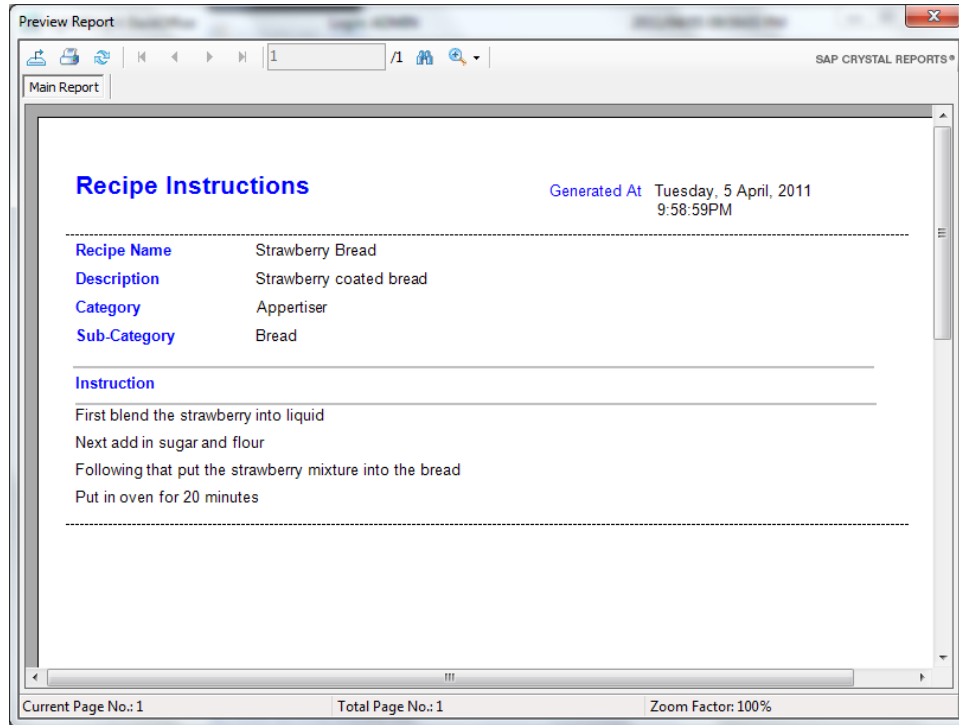 Preview Report
1 /1
SAP CRYSTAL REPORTS®
Main Report
Recipe Instructions
Generated At Tuesday, 5 April, 2011
9:58:59PM
Recipe Name Strawberry Bread
Description Strawberry coated bread
Category Appertiser
Sub-Category Bread
Instruction
First blend the strawberry into liquid
Next add in sugar and flour
Following that put the strawberry mixture into the bread
Put in oven for 20 minutes
Current Page No.: 1 Total Page No.: 1 Zoom Factor: 100%